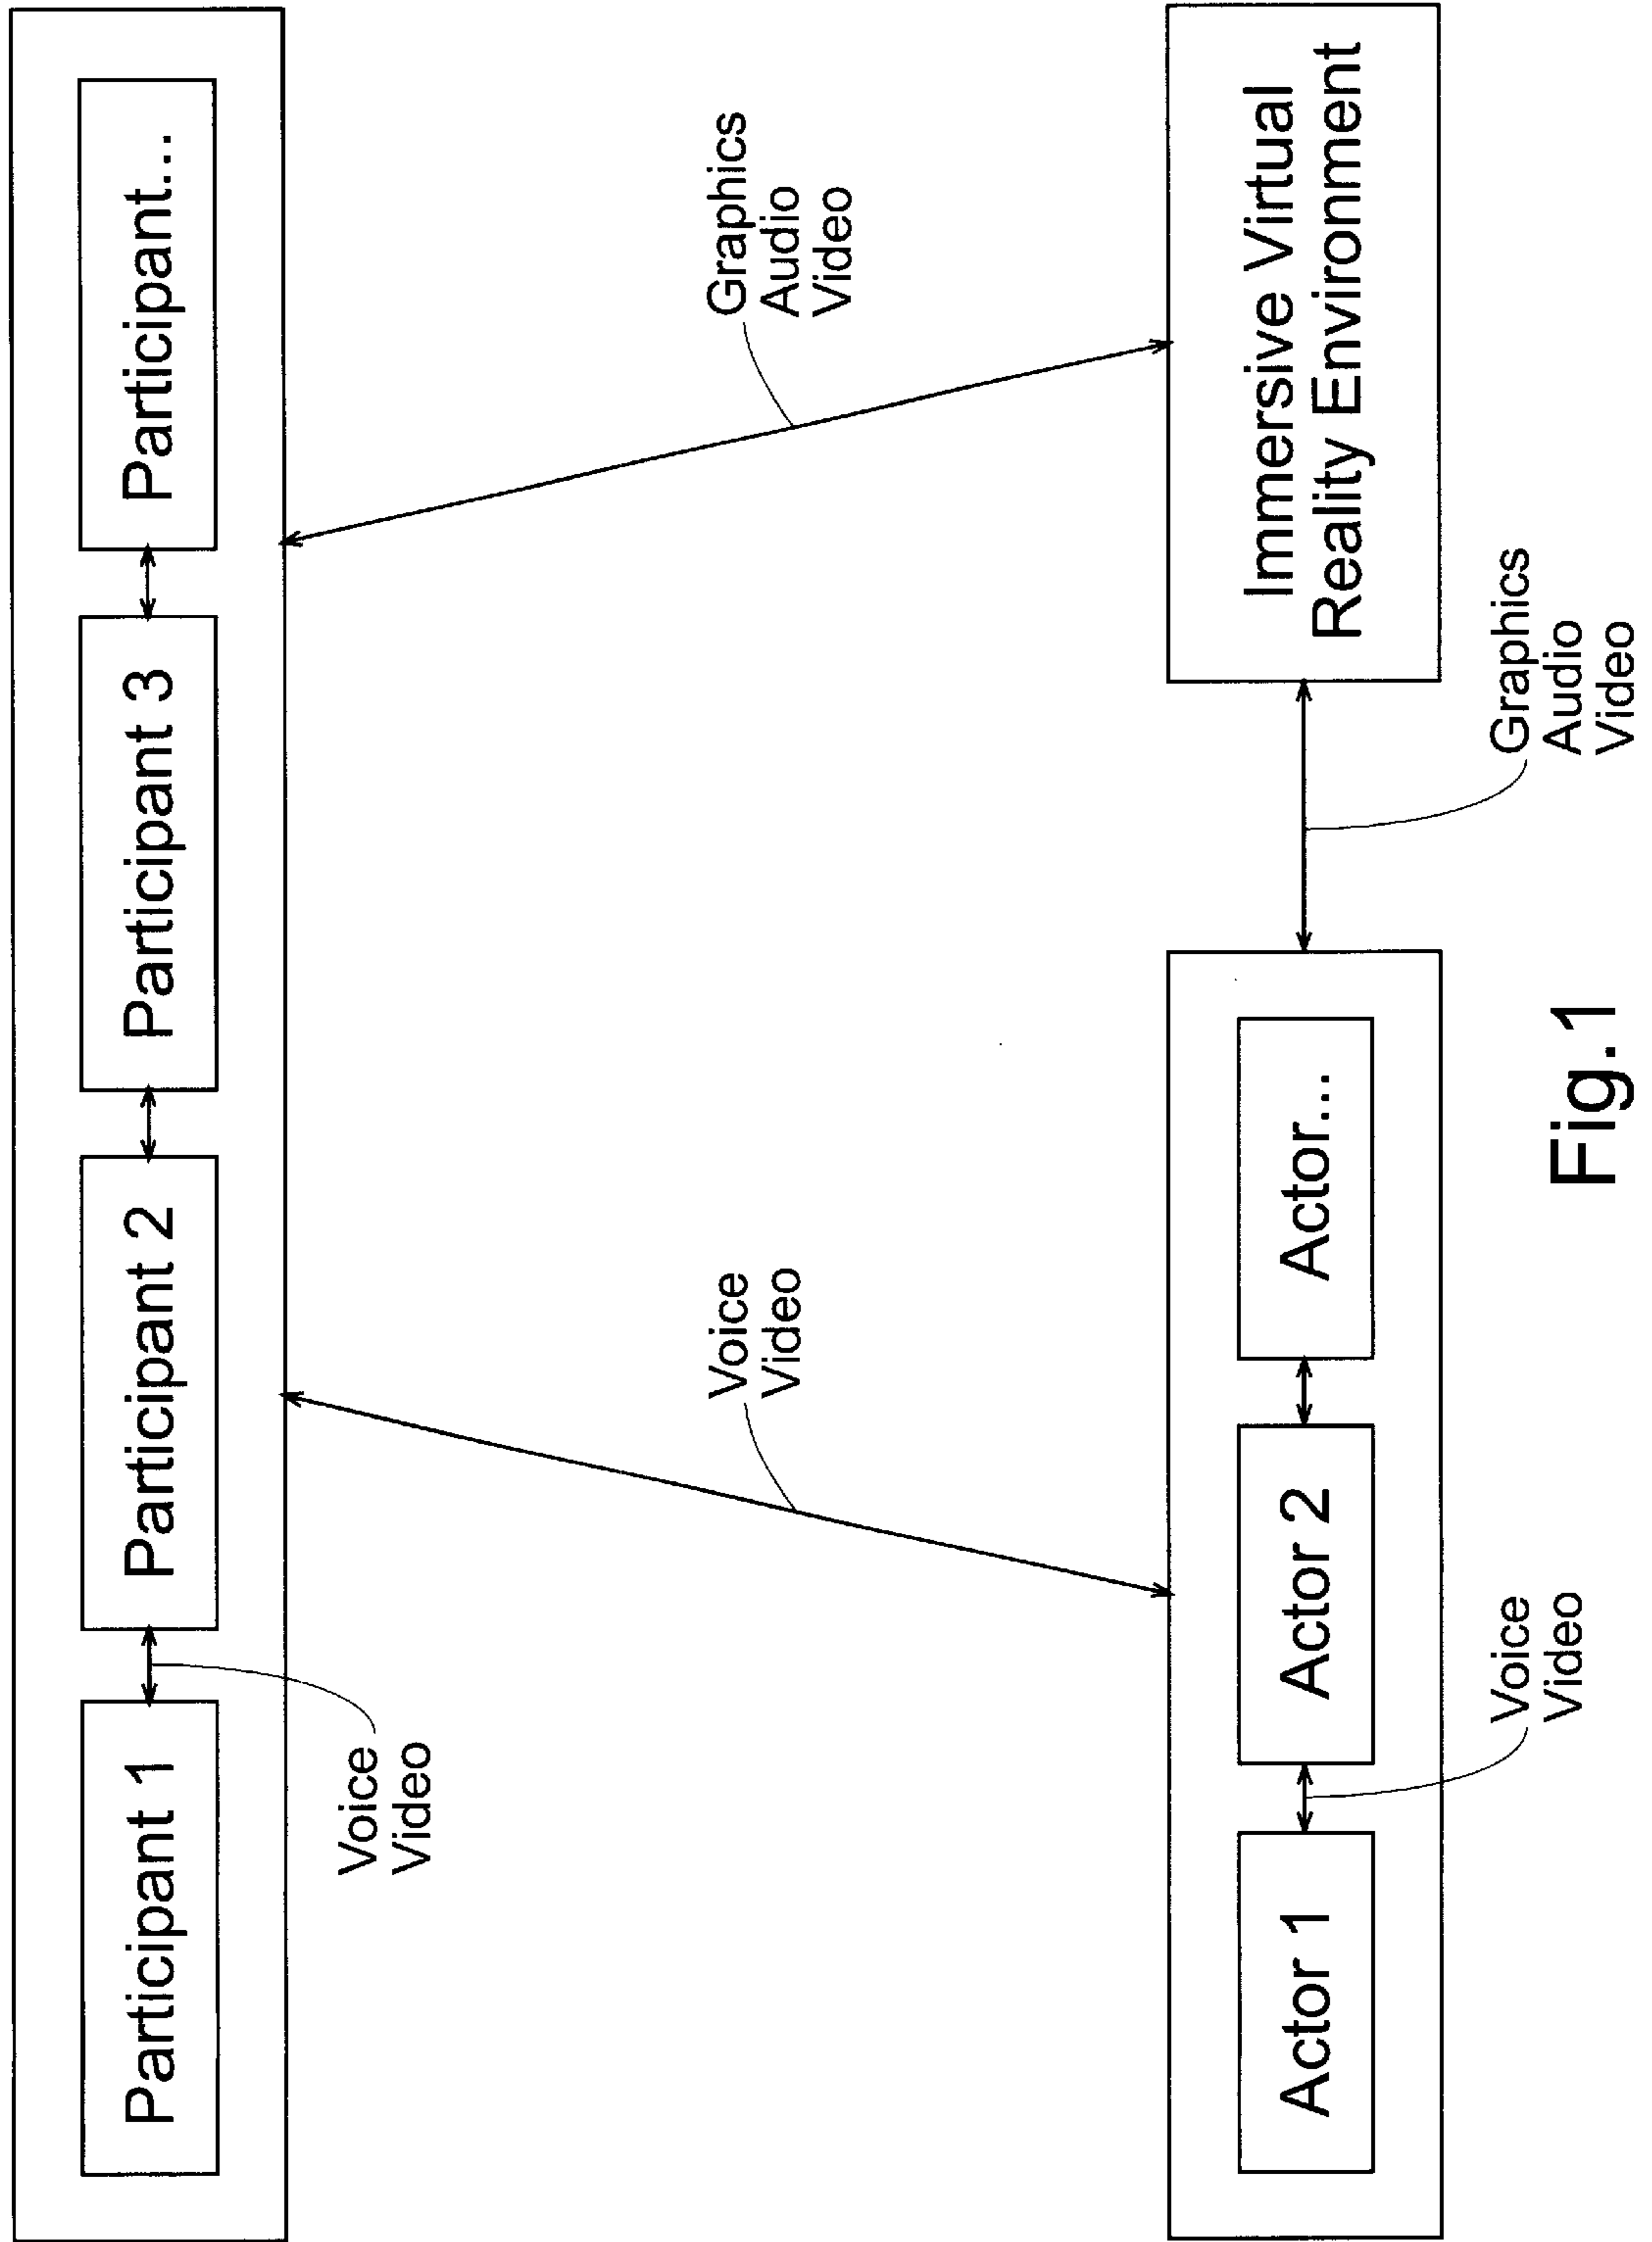 Participant 1
Participant 2
Participant 3
Participant...
Voice
Video
Voice
Video
Graphics
Audio
Video
Actor 1
Actor 2
Actor...
Immersive Virtual
Reality Environment
Voice
Video
Graphics
Audio
Video
Fig.1